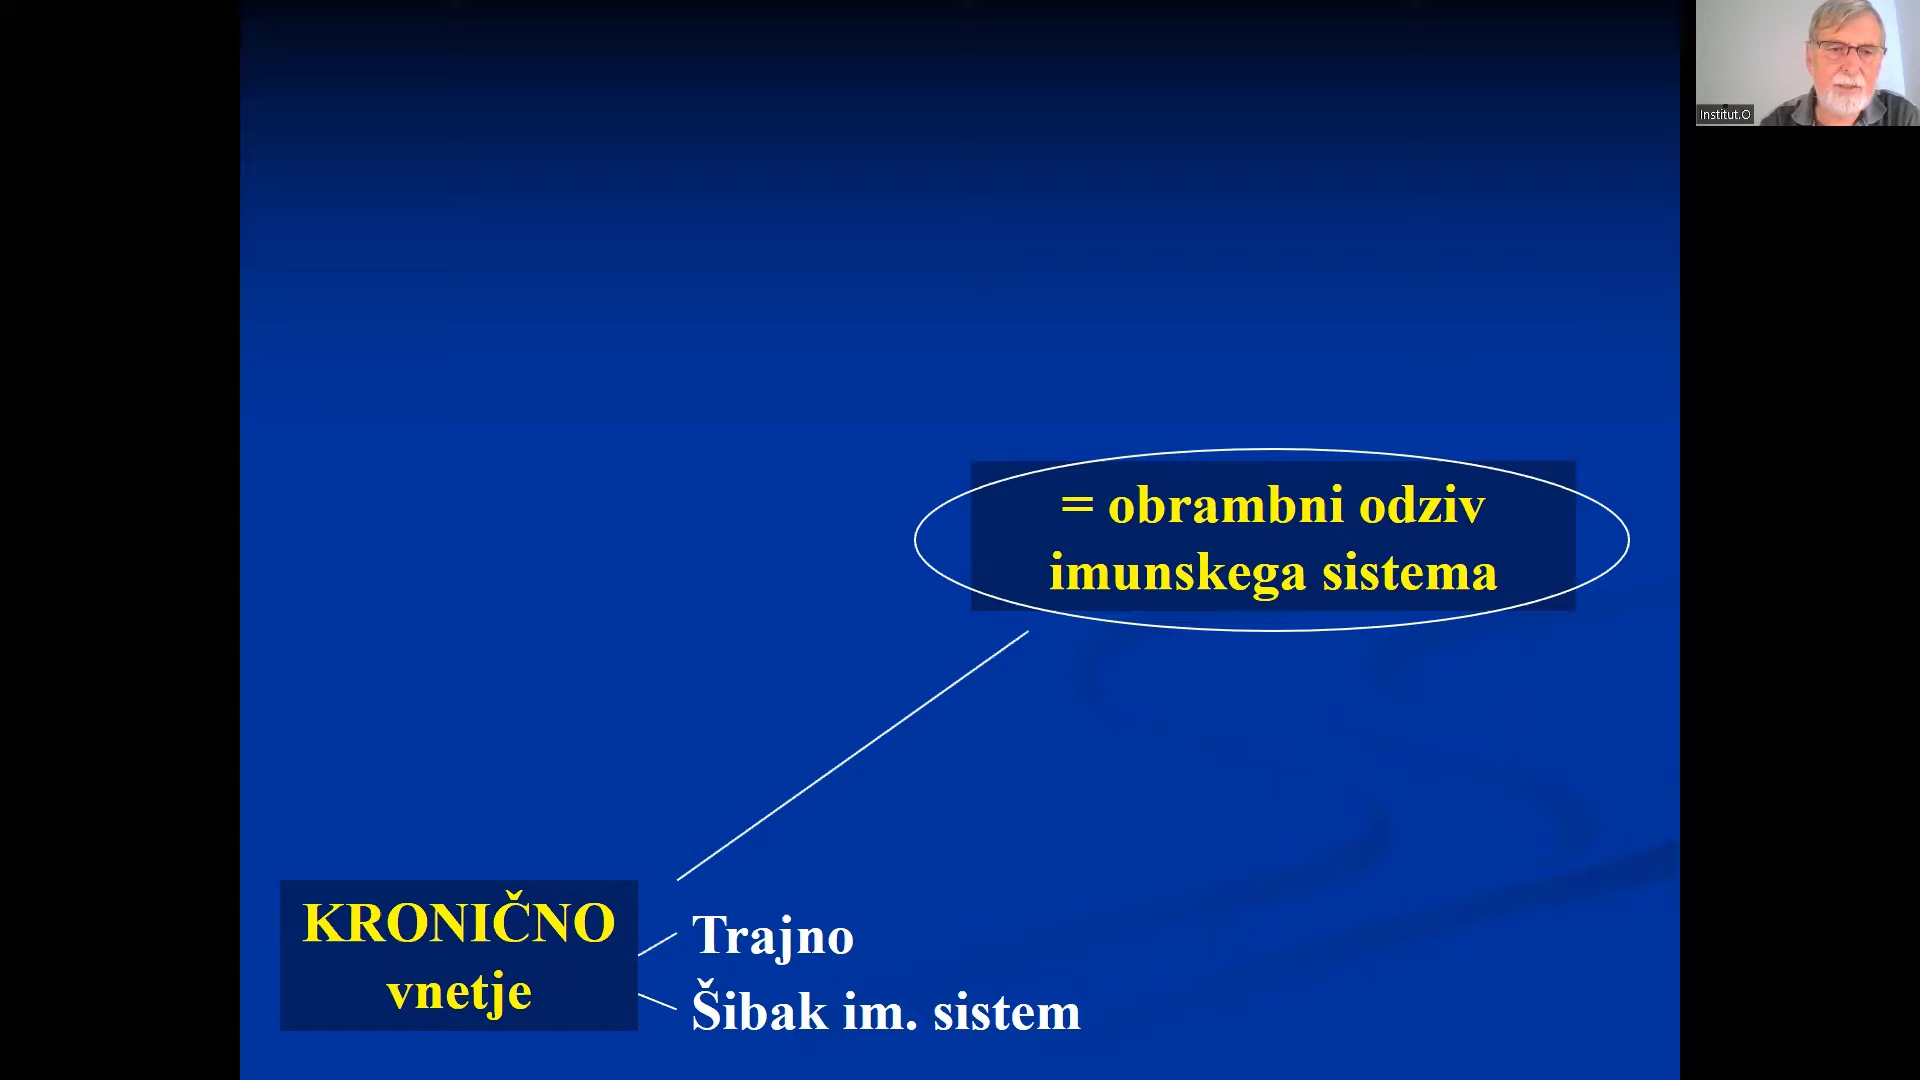 Institut.O
= obrambni odziv
imunskega sistema
KRONIČNO
vnetje
Trajno
Šibak im. sistem